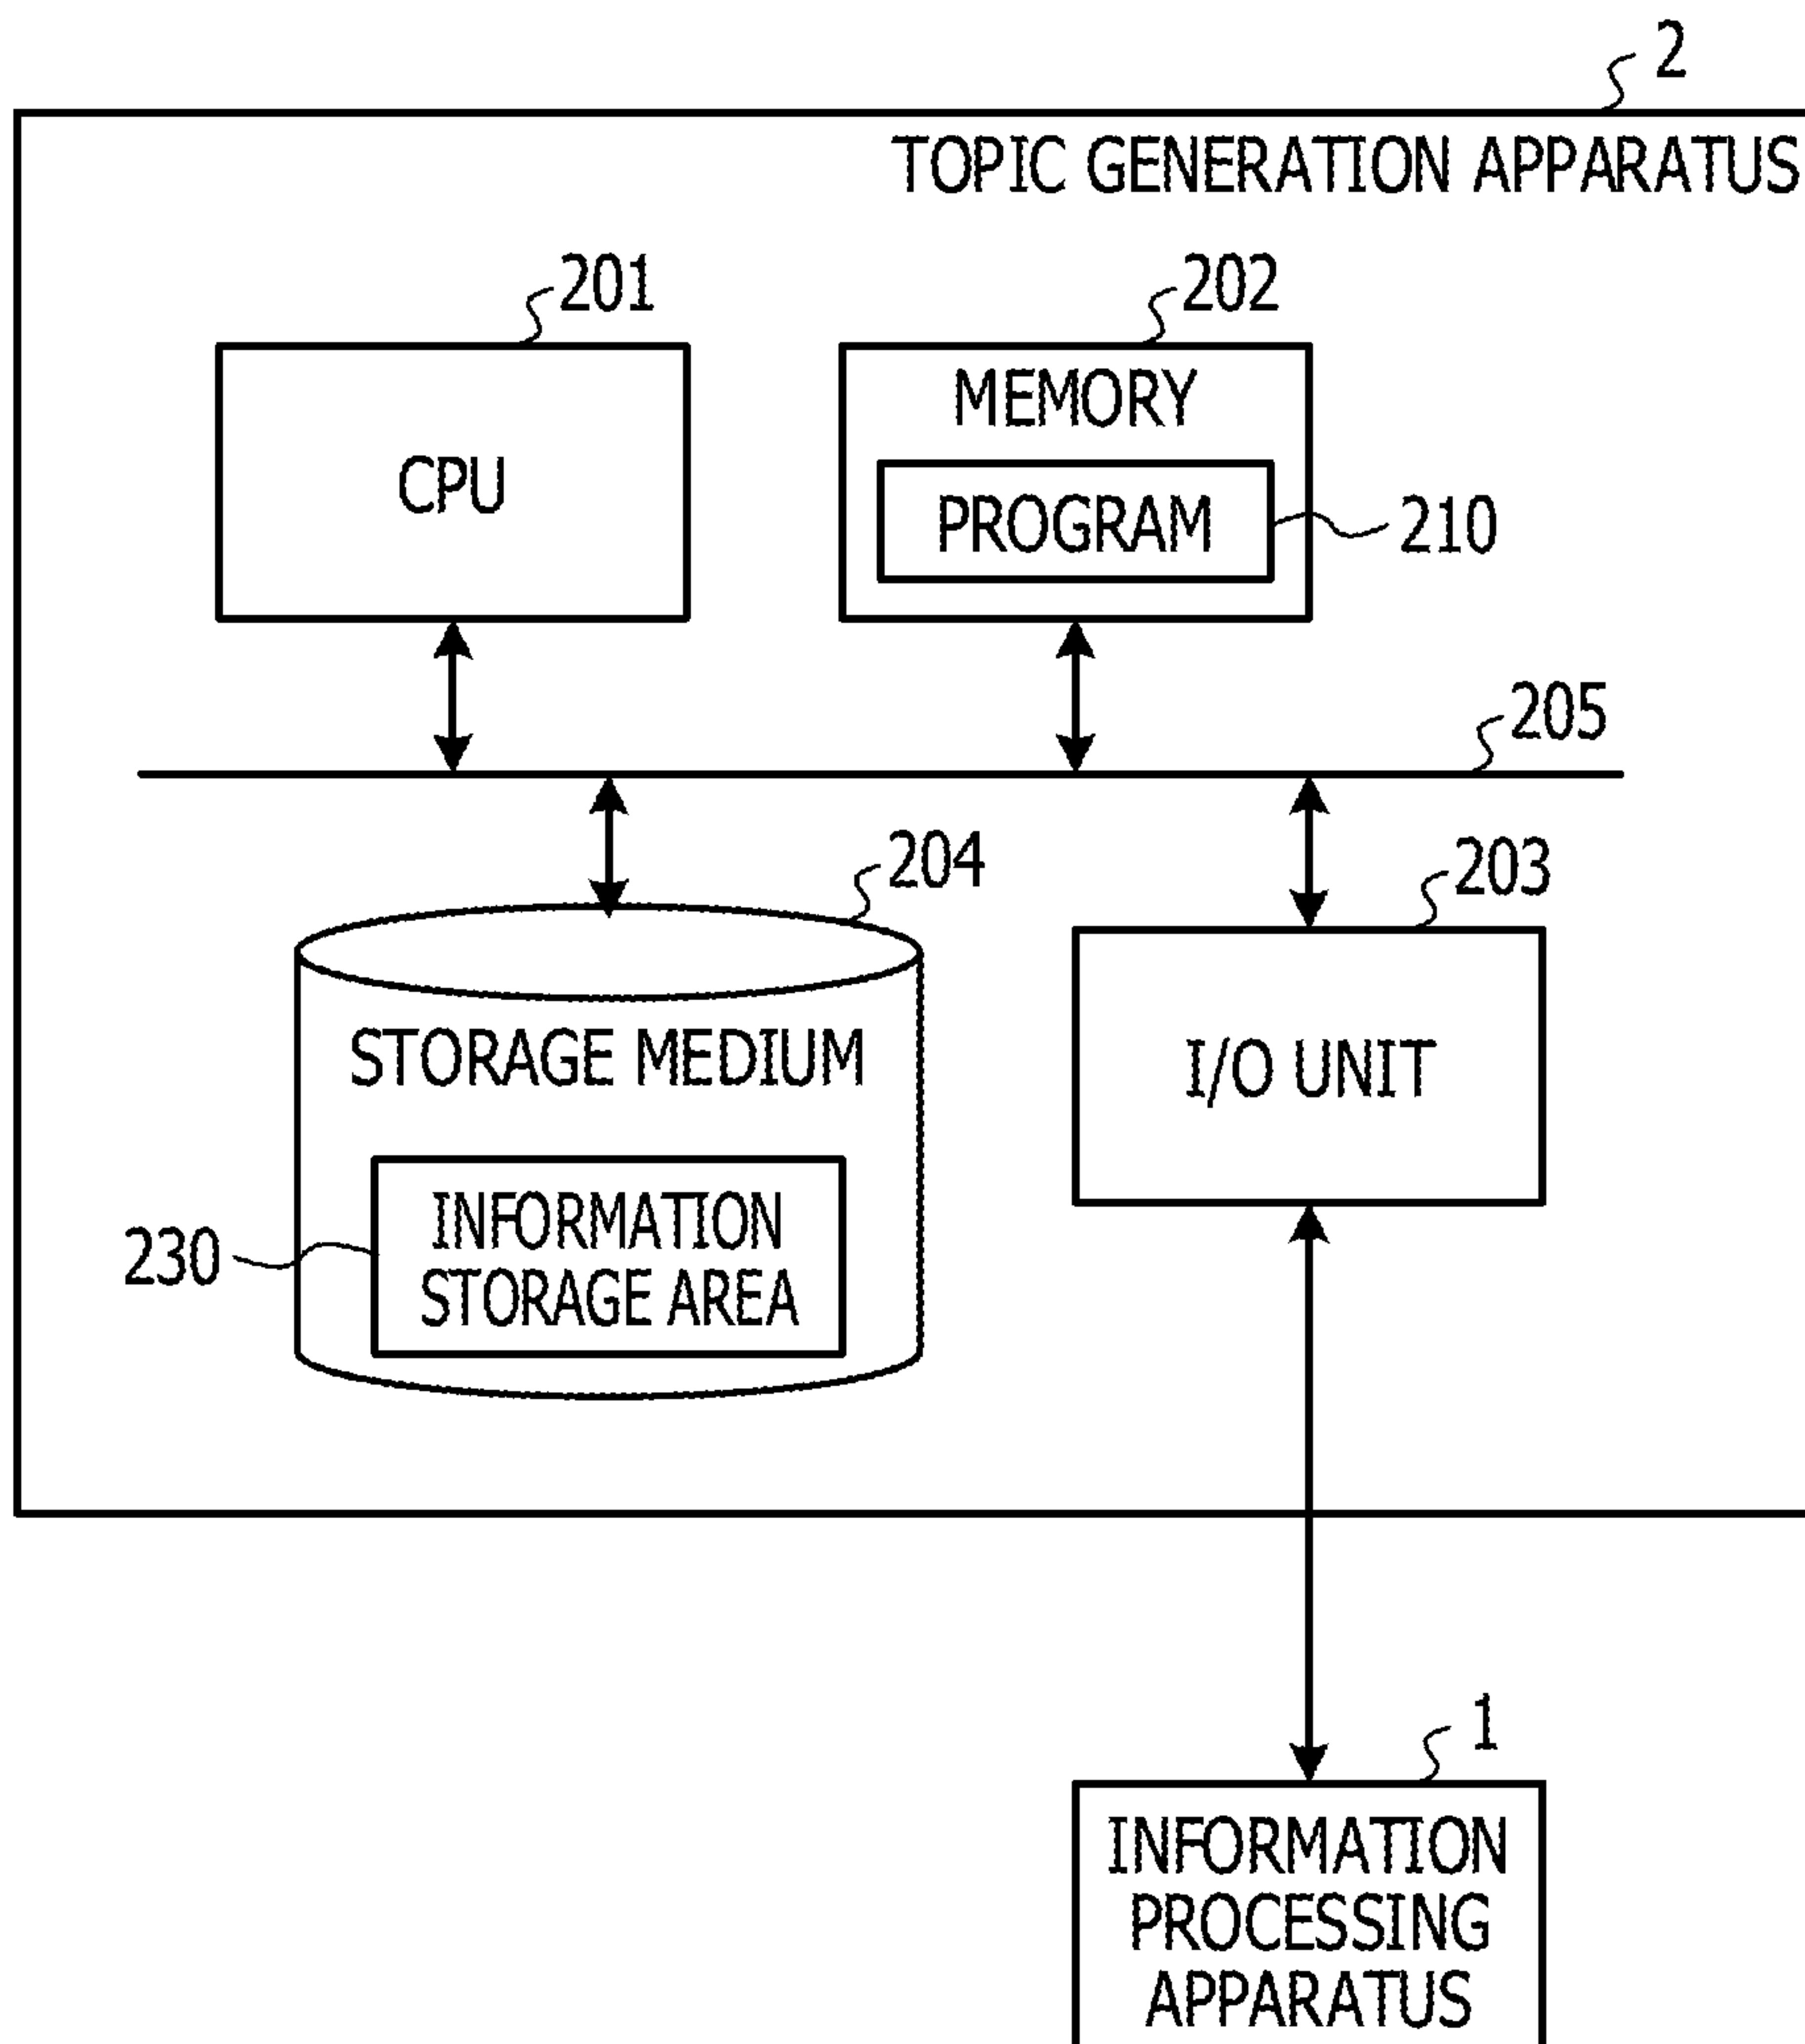 2
TOPIC GENERATION APPARATUS
201
202
CPU
MEMORY
PROGRAM
210
205
204
203
STORAGE MEDIUM
I/O UNIT
230
INFORMATION
STORAGE AREA
1
INFORMATION
PROCESSING
APPARATUS